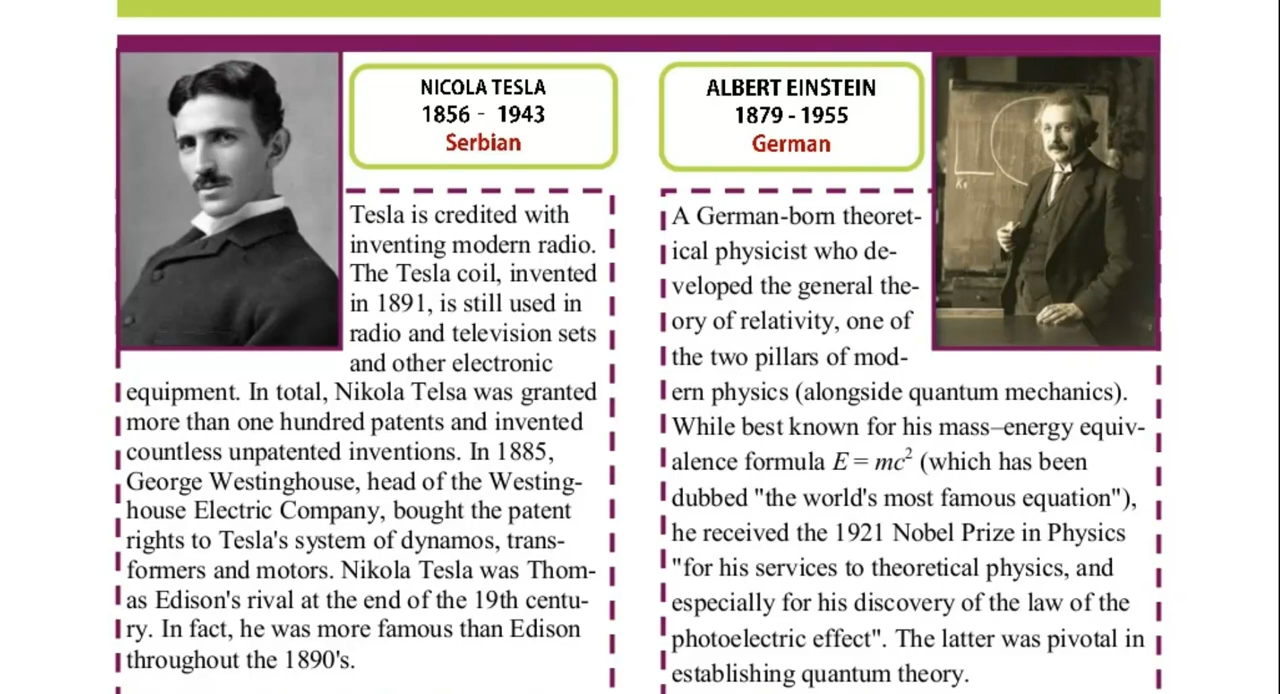 NICOLA TESLA
1856 - 1943
Serbian
Tesla is credited with
inventing modern radio.
The Tesla coil, invented
in 1891, is still used in
radio and television sets
and other electronic
equipment. In total, Nikola Telsa was granted
more than one hundred patents and invented
countless unpatented inventions. In 1885,
George Westinghouse, head of the Westing-
house Electric Company, bought the patent
rights to Tesla's system of dynamos, trans-
formers and motors. Nikola Tesla was Thom-
as Edison's rival at the end of the 19th centu-
ry. In fact, he was more famous than Edison
throughout the 1890's.
ALBERT EINSTEIN
1879 - 1955
German
A German-born theoret-
ical physicist who de-
veloped the general the-
ory of relativity, one of
the two pillars of mod-
ern physics (alongside quantum mechanics).
While best known for his mass–energy equiv-
alence formula E = mc² (which has been
dubbed "the world's most famous equation"),
he received the 1921 Nobel Prize in Physics
"for his services to theoretical physics, and
especially for his discovery of the law of the
photoelectric effect". The latter was pivotal in
establishing quantum theory.